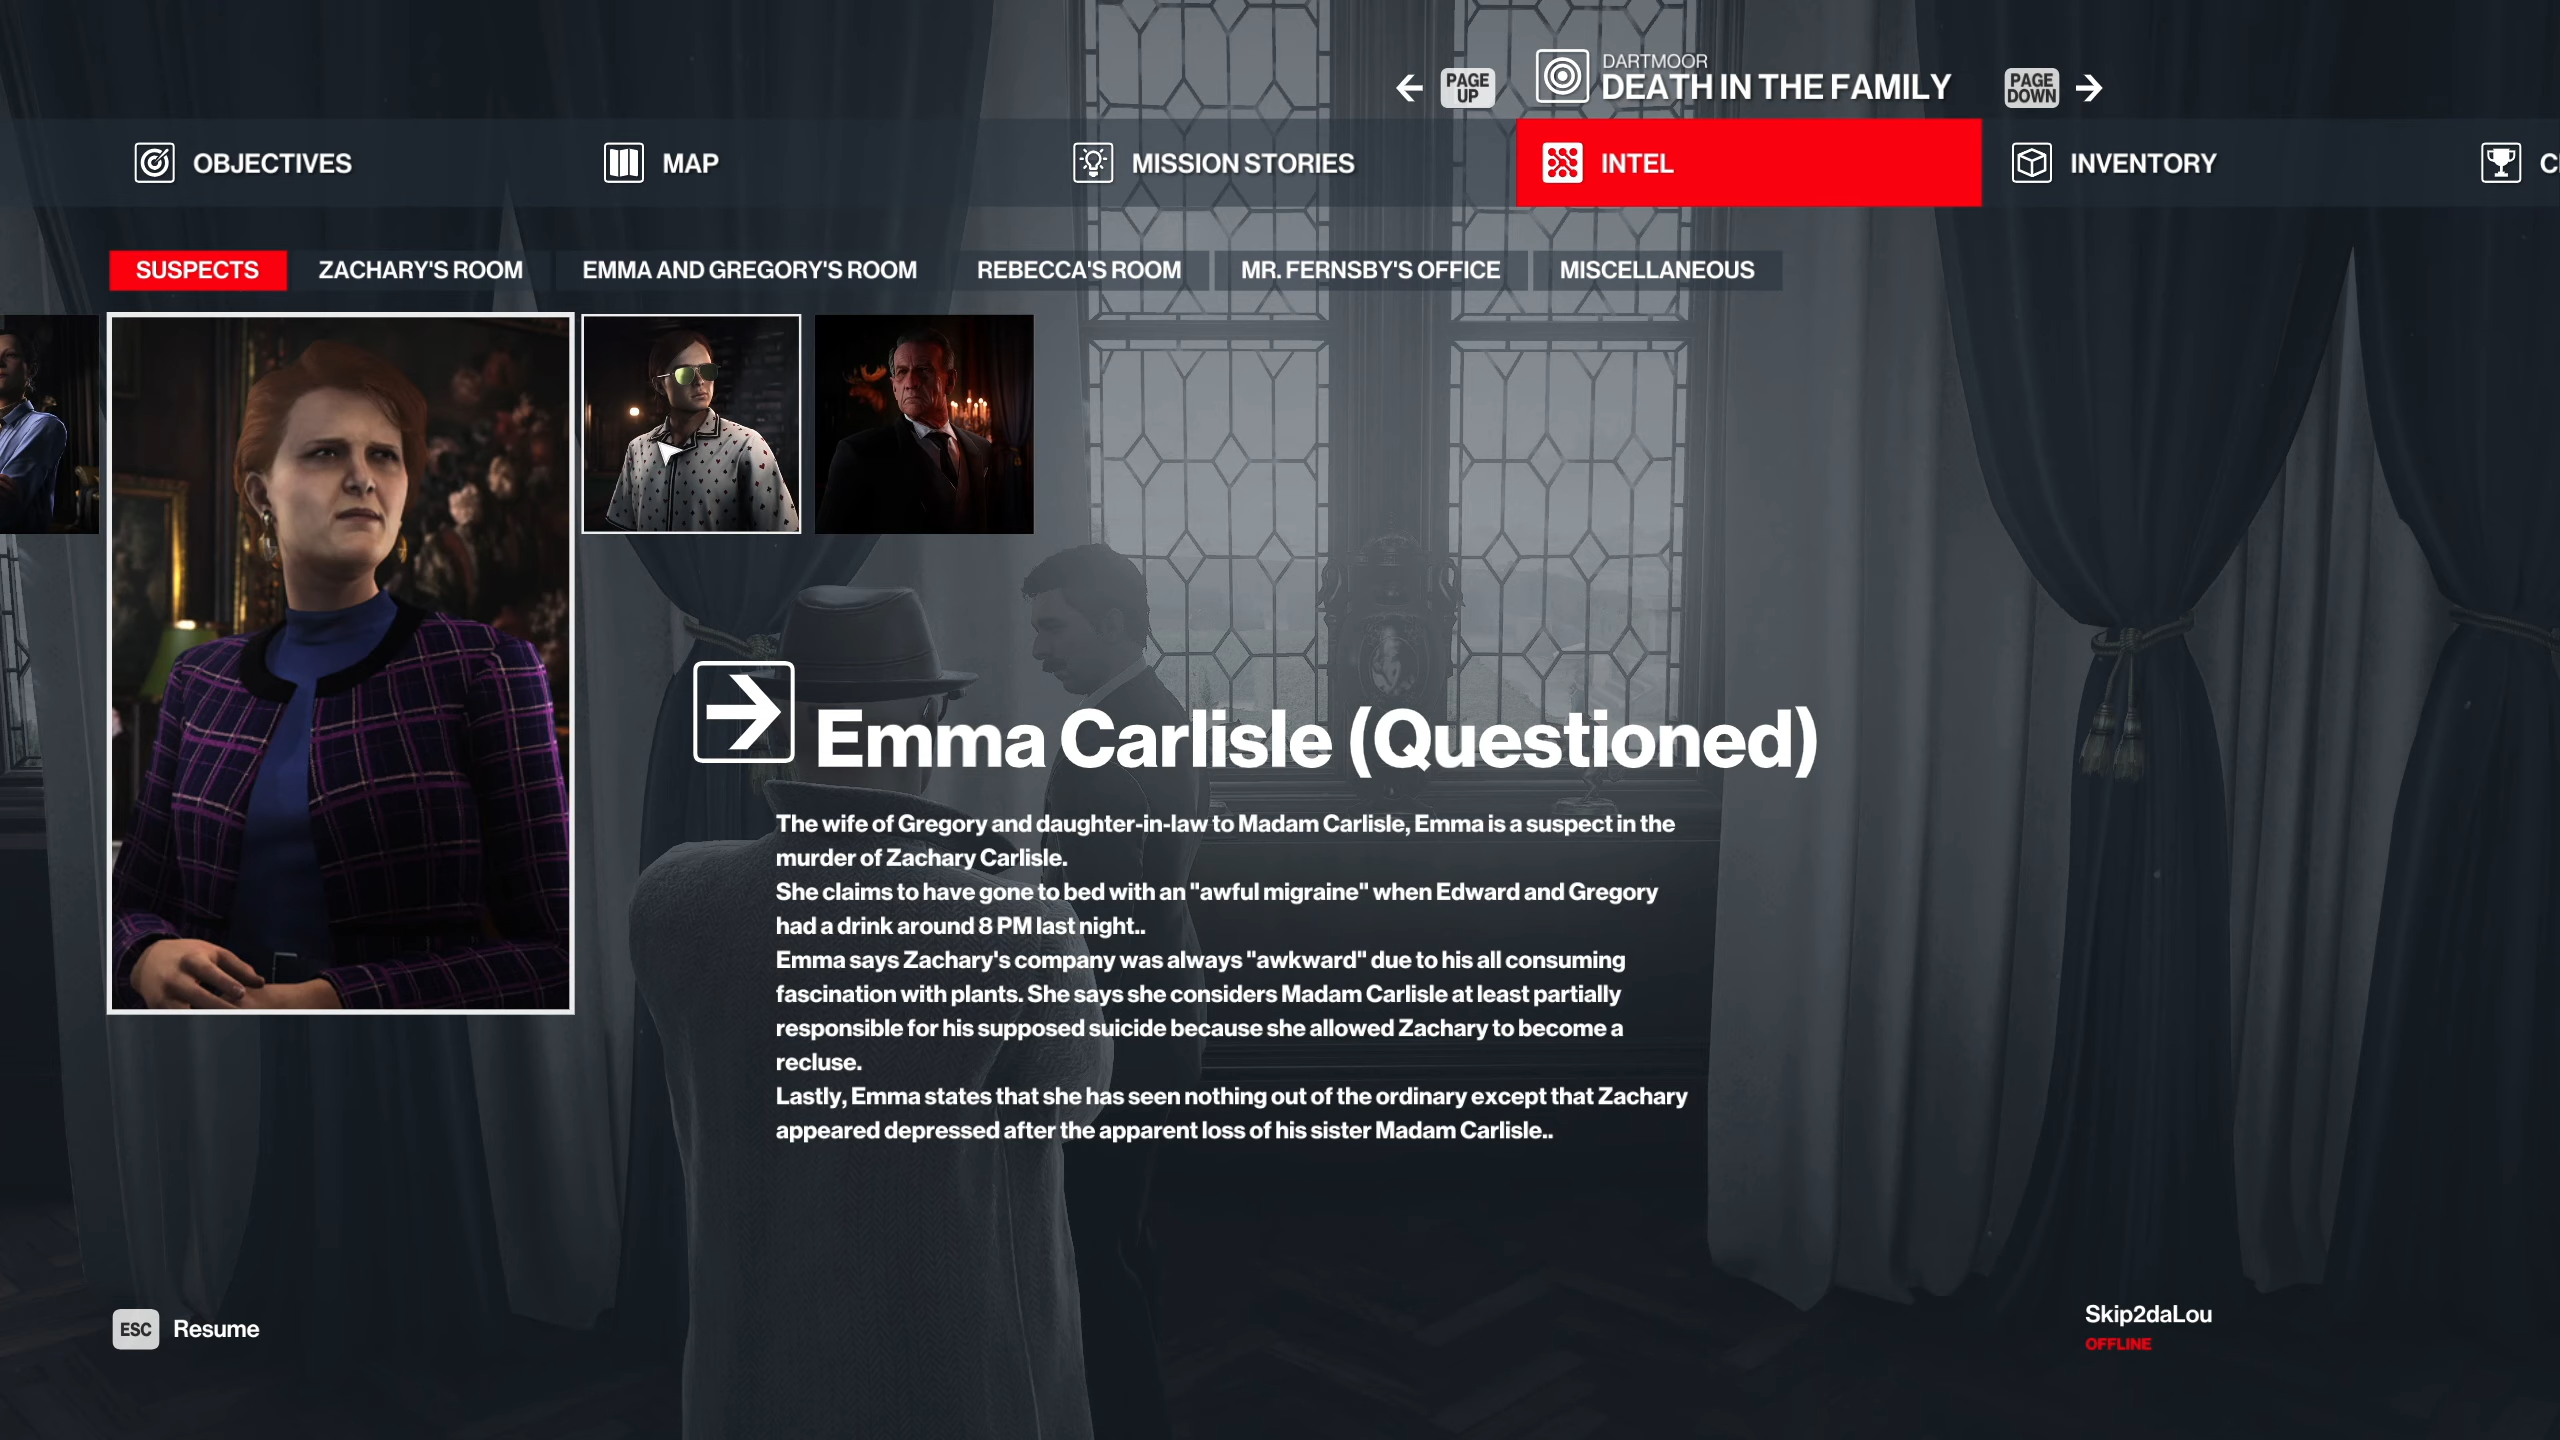 DARTMOOR
PAGE UP
DEATH IN THE FAMILY
PAGE DOWN
OBJECTIVES
MAP
MISSION STORIES
INTEL
INVENTORY
C
SUSPECTS
ZACHARY'S ROOM
EMMA AND GREGORY'S ROOM
REBECCA'S ROOM
MR. FERNSBY'S OFFICE
MISCELLANEOUS
Emma Carlisle (Questioned)
The wife of Gregory and daughter-in-law to Madam Carlisle, Emma is a suspect in the
murder of Zachary Carlisle.
She claims to have gone to bed with an "awful migraine" when Edward and Gregory
had a drink around 8 PM last night..
Emma says Zachary's company was always "awkward" due to his all consuming
fascination with plants. She says she considers Madam Carlisle at least partially
responsible for his supposed suicide because she allowed Zachary to become a
recluse.
Lastly, Emma states that she has seen nothing out of the ordinary except that Zachary
appeared depressed after the apparent loss of his sister Madam Carlisle..
ESC Resume
Skip2daLou
OFFLINE